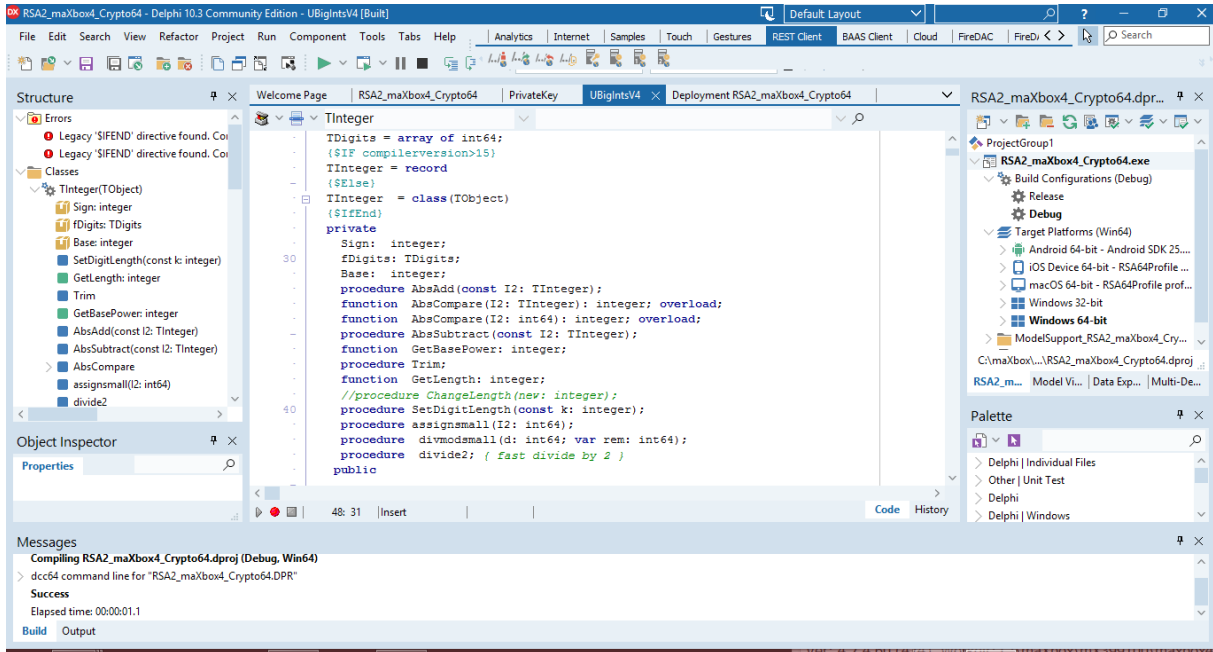 RSA2_maXbox4_Crypto64 - Delphi 10.3 Community Edition - UBigIntsV4 [Built]
Default Layout
File Edit Search View Refactor Project Run Component Tools Tabs Help
Analytics Internet Samples Touch Gestures REST Client BAAS Client Cloud FireDAC FireD
Search
Structure
Errors
Legacy '$IFEND' directive found. Co
Legacy '$IFEND' directive found. Co
Classes
TInteger(TObject)
Sign: integer
fDigits: TDigits
Base: integer
SetDigitLength(const k: integer)
GetLength: integer
Trim
GetBasePower: integer
AbsAdd(const I2: TInteger)
AbsSubtract(const I2: TInteger)
AbsCompare
assignsmall(I2: int64)
divide2
Object Inspector
Properties
Welcome Page RSA2_maXbox4_Crypto64 PrivateKey UBigIntsV4 Deployment RSA2_maXbox4_Crypto64
TInteger
TDigits = array of int64;
{$IF compilerversion>15}
TInteger = record
{$Else}
TInteger = class(TObject)
{$IfEnd}
private
Sign: integer;
30 fDigits: TDigits;
Base: integer;
procedure AbsAdd(const I2: TInteger);
function AbsCompare(I2: TInteger): integer; overload;
function AbsCompare(I2: int64): integer; overload;
procedure AbsSubtract(const I2: TInteger);
function GetBasePower: integer;
procedure Trim;
function GetLength: integer;
//procedure ChangeLength(new: integer);
40 procedure SetDigitLength(const k: integer);
procedure assignsmall(I2: int64);
procedure divmodsmall(d: int64; var rem: int64);
procedure divide2; { fast divide by 2 }
public
48: 31 Insert
Code History
RSA2_maXbox4_Crypto64.dpr...
ProjectGroup1
RSA2_maXbox4_Crypto64.exe
Build Configurations (Debug)
Release
Debug
Target Platforms (Win64)
Android 64-bit - Android SDK 25....
iOS Device 64-bit - RSA64Profile ...
macOS 64-bit - RSA64Profile prof...
Windows 32-bit
Windows 64-bit
ModelSupport_RSA2_maXbox4_Cry...
C:\maXbox\...\RSA2_maXbox4_Crypto64.dproj
RSA2_m... Model Vi... Data Exp... Multi-De...
Palette
Delphi | Individual Files
Other | Unit Test
Delphi
Delphi | Windows
Messages
Compiling RSA2_maXbox4_Crypto64.dproj (Debug, Win64)
dcc64 command line for "RSA2_maXbox4_Crypto64.DPR"
Success
Elapsed time: 00:00:01.1
Build Output